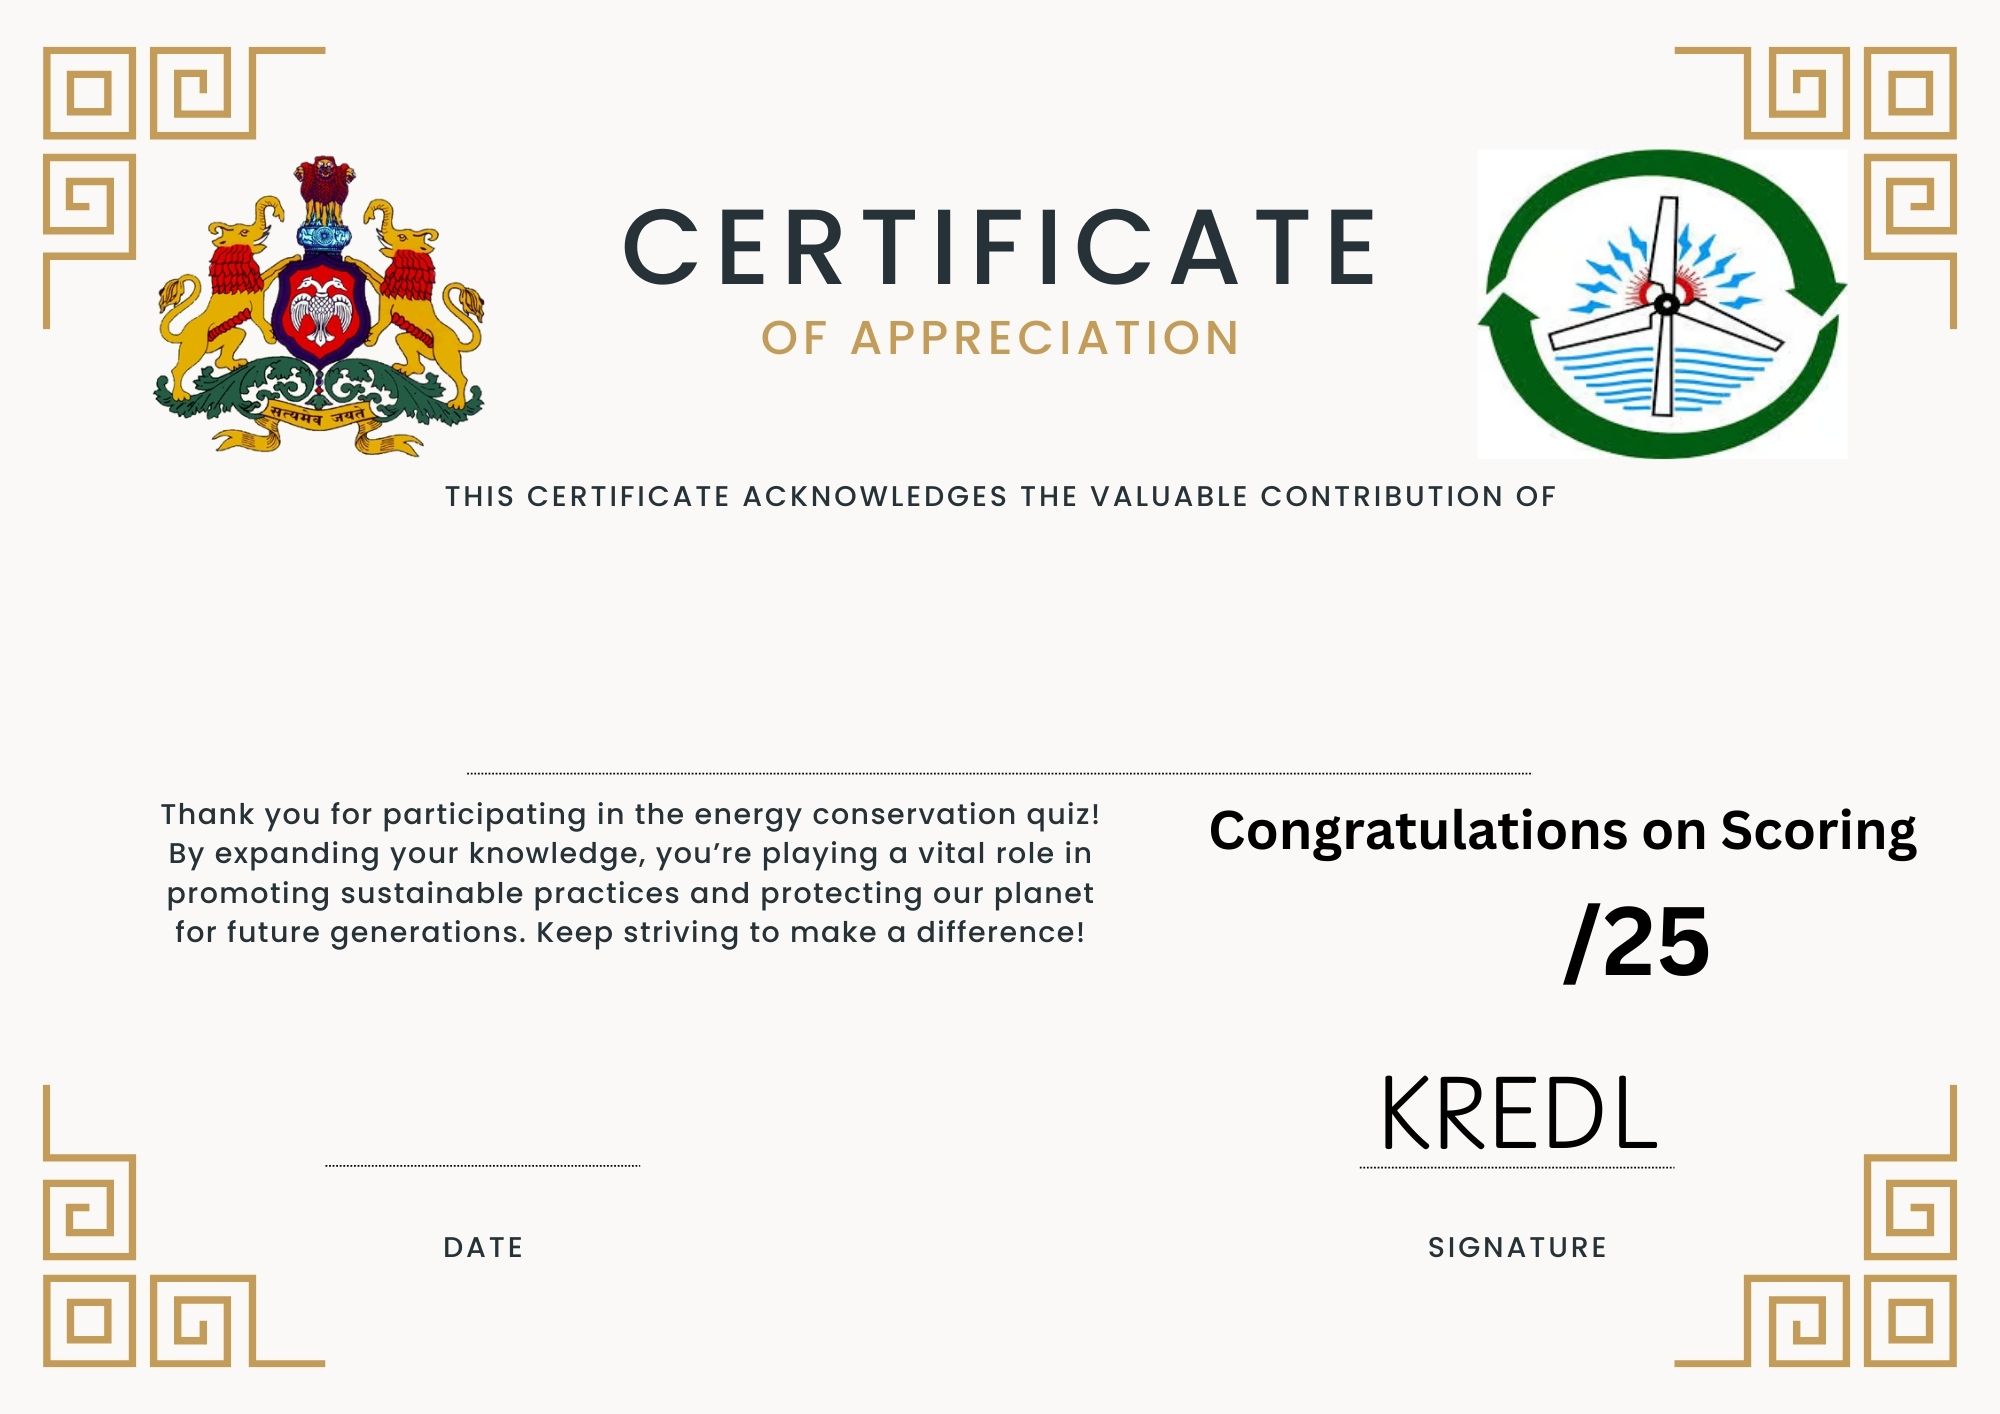 CERTIFICATE
OF APPRECIATION
सत्यमेव जयते
THIS CERTIFICATE ACKNOWLEDGES THE VALUABLE CONTRIBUTION OF
Thank you for participating in the energy conservation quiz!
By expanding your knowledge, you’re playing a vital role in
promoting sustainable practices and protecting our planet
for future generations. Keep striving to make a difference!
Congratulations on Scoring
/25
KREDL
DATE
SIGNATURE